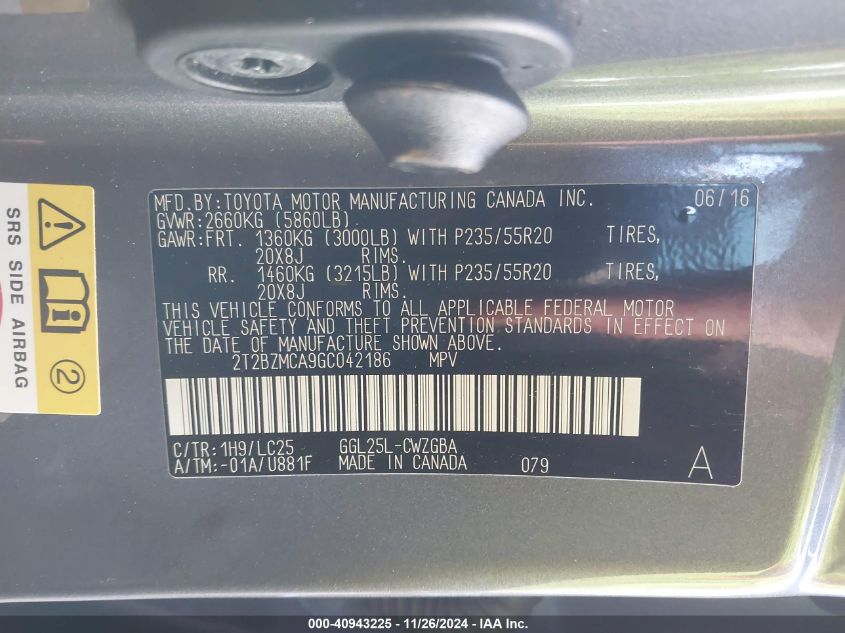 MFD.BY:TOYOTA MOTOR MANUFACTURING CANADA INC. 06/16
GVWR:2660KG (5860LB)
GAWR:FRT. 1360KG (3000LB) WITH P235/55R20 TIRES,
20X8J RIMS.
RR. 1460KG (3215LB) WITH P235/55R20 TIRES,
20X8J RIMS.
THIS VEHICLE CONFORMS TO ALL APPLICABLE FEDERAL MOTOR
VEHICLE SAFETY AND THEFT PREVENTION STANDARDS IN EFFECT ON
THE DATE OF MANUFACTURE SHOWN ABOVE.
2T2BZMCA9GC042186 MPV
C/TR:1H9/LC25 GGL25L-CWZGBA
A/TM:-01A/U881F MADE IN CANADA 079 A
SRS SIDE AIRBAG
2
000-40943225 - 11/26/2024 - IAAI.com